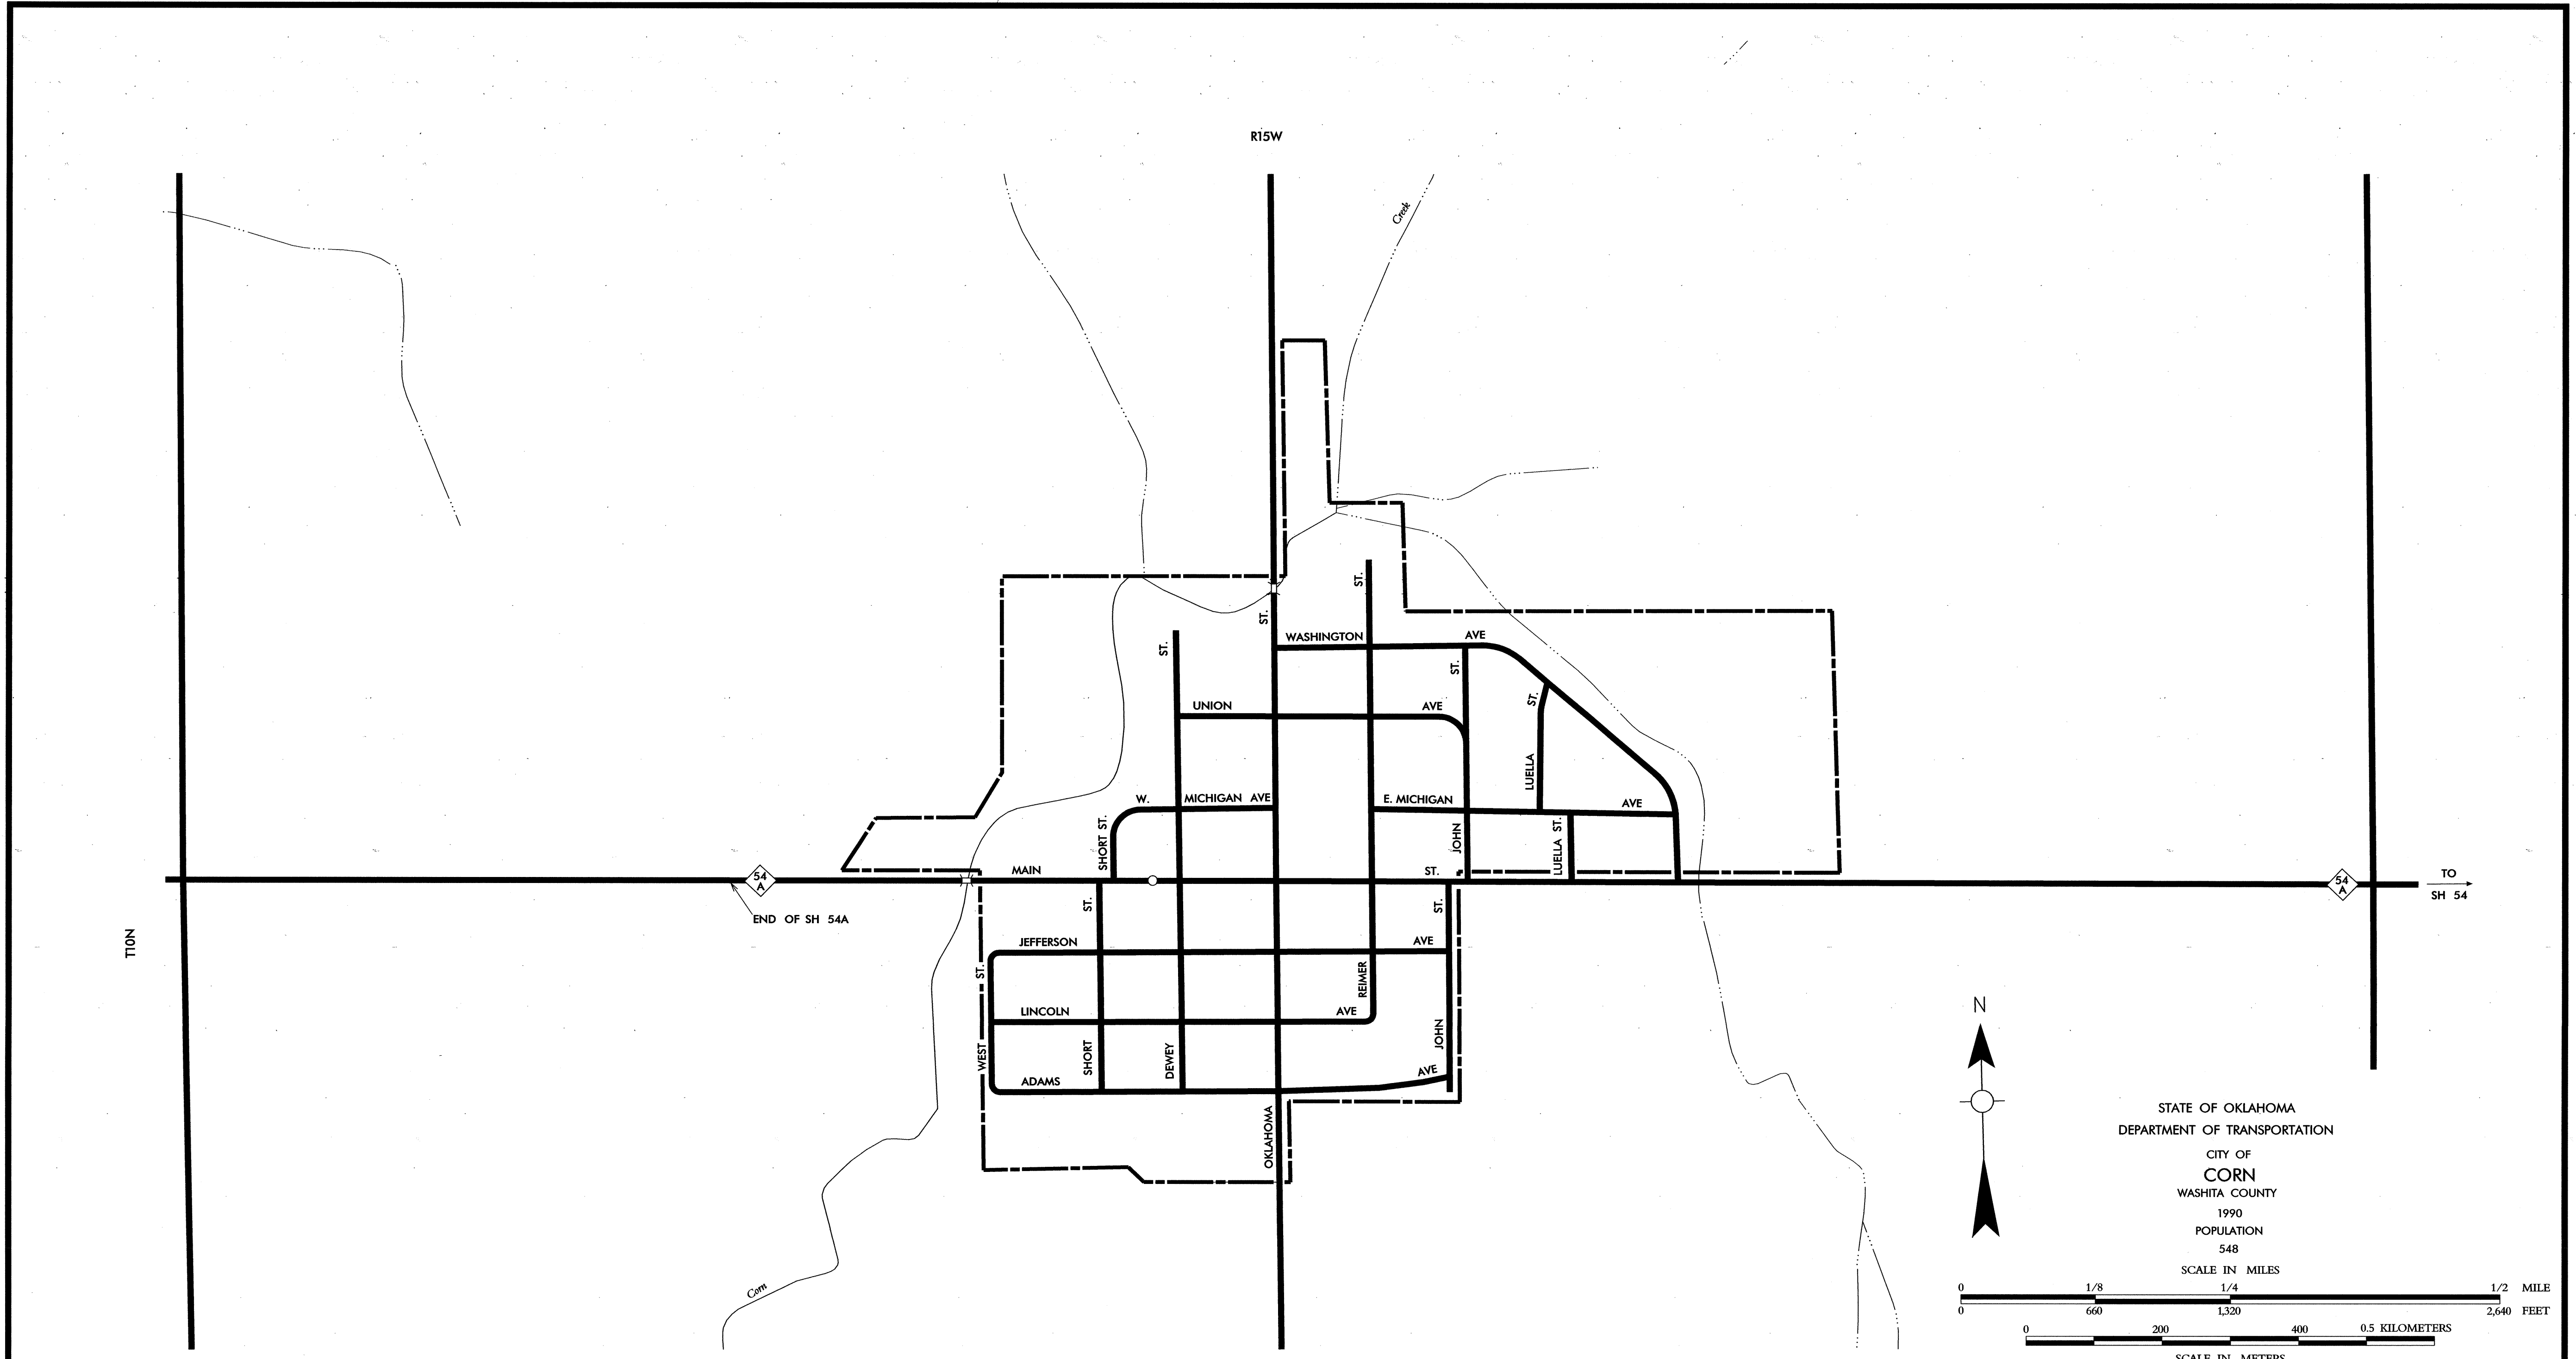 R15W
Creek
ST.
ST.
WASHINGTON AVE
ST.
ST.
ST.
UNION AVE
LUELLA
W. MICHIGAN AVE
E. MICHIGAN AVE
SHORT ST.
JOHN
LUELLA ST.
MAIN ST.
54
A
54
A
TO
SH 54
END OF SH 54A
T10N
ST.
ST.
JEFFERSON AVE
ST.
REIMER
LINCOLN AVE
WEST
SHORT
DEWEY
JOHN
ADAMS AVE
OKLAHOMA
Corn
N
STATE OF OKLAHOMA
DEPARTMENT OF TRANSPORTATION
CITY OF
CORN
WASHITA COUNTY
1990
POPULATION
548
SCALE IN MILES
0 1/8 1/4 1/2 MILE
0 660 1,320 2,640 FEET
0 200 400 0.5 KILOMETERS
SCALE IN METERS